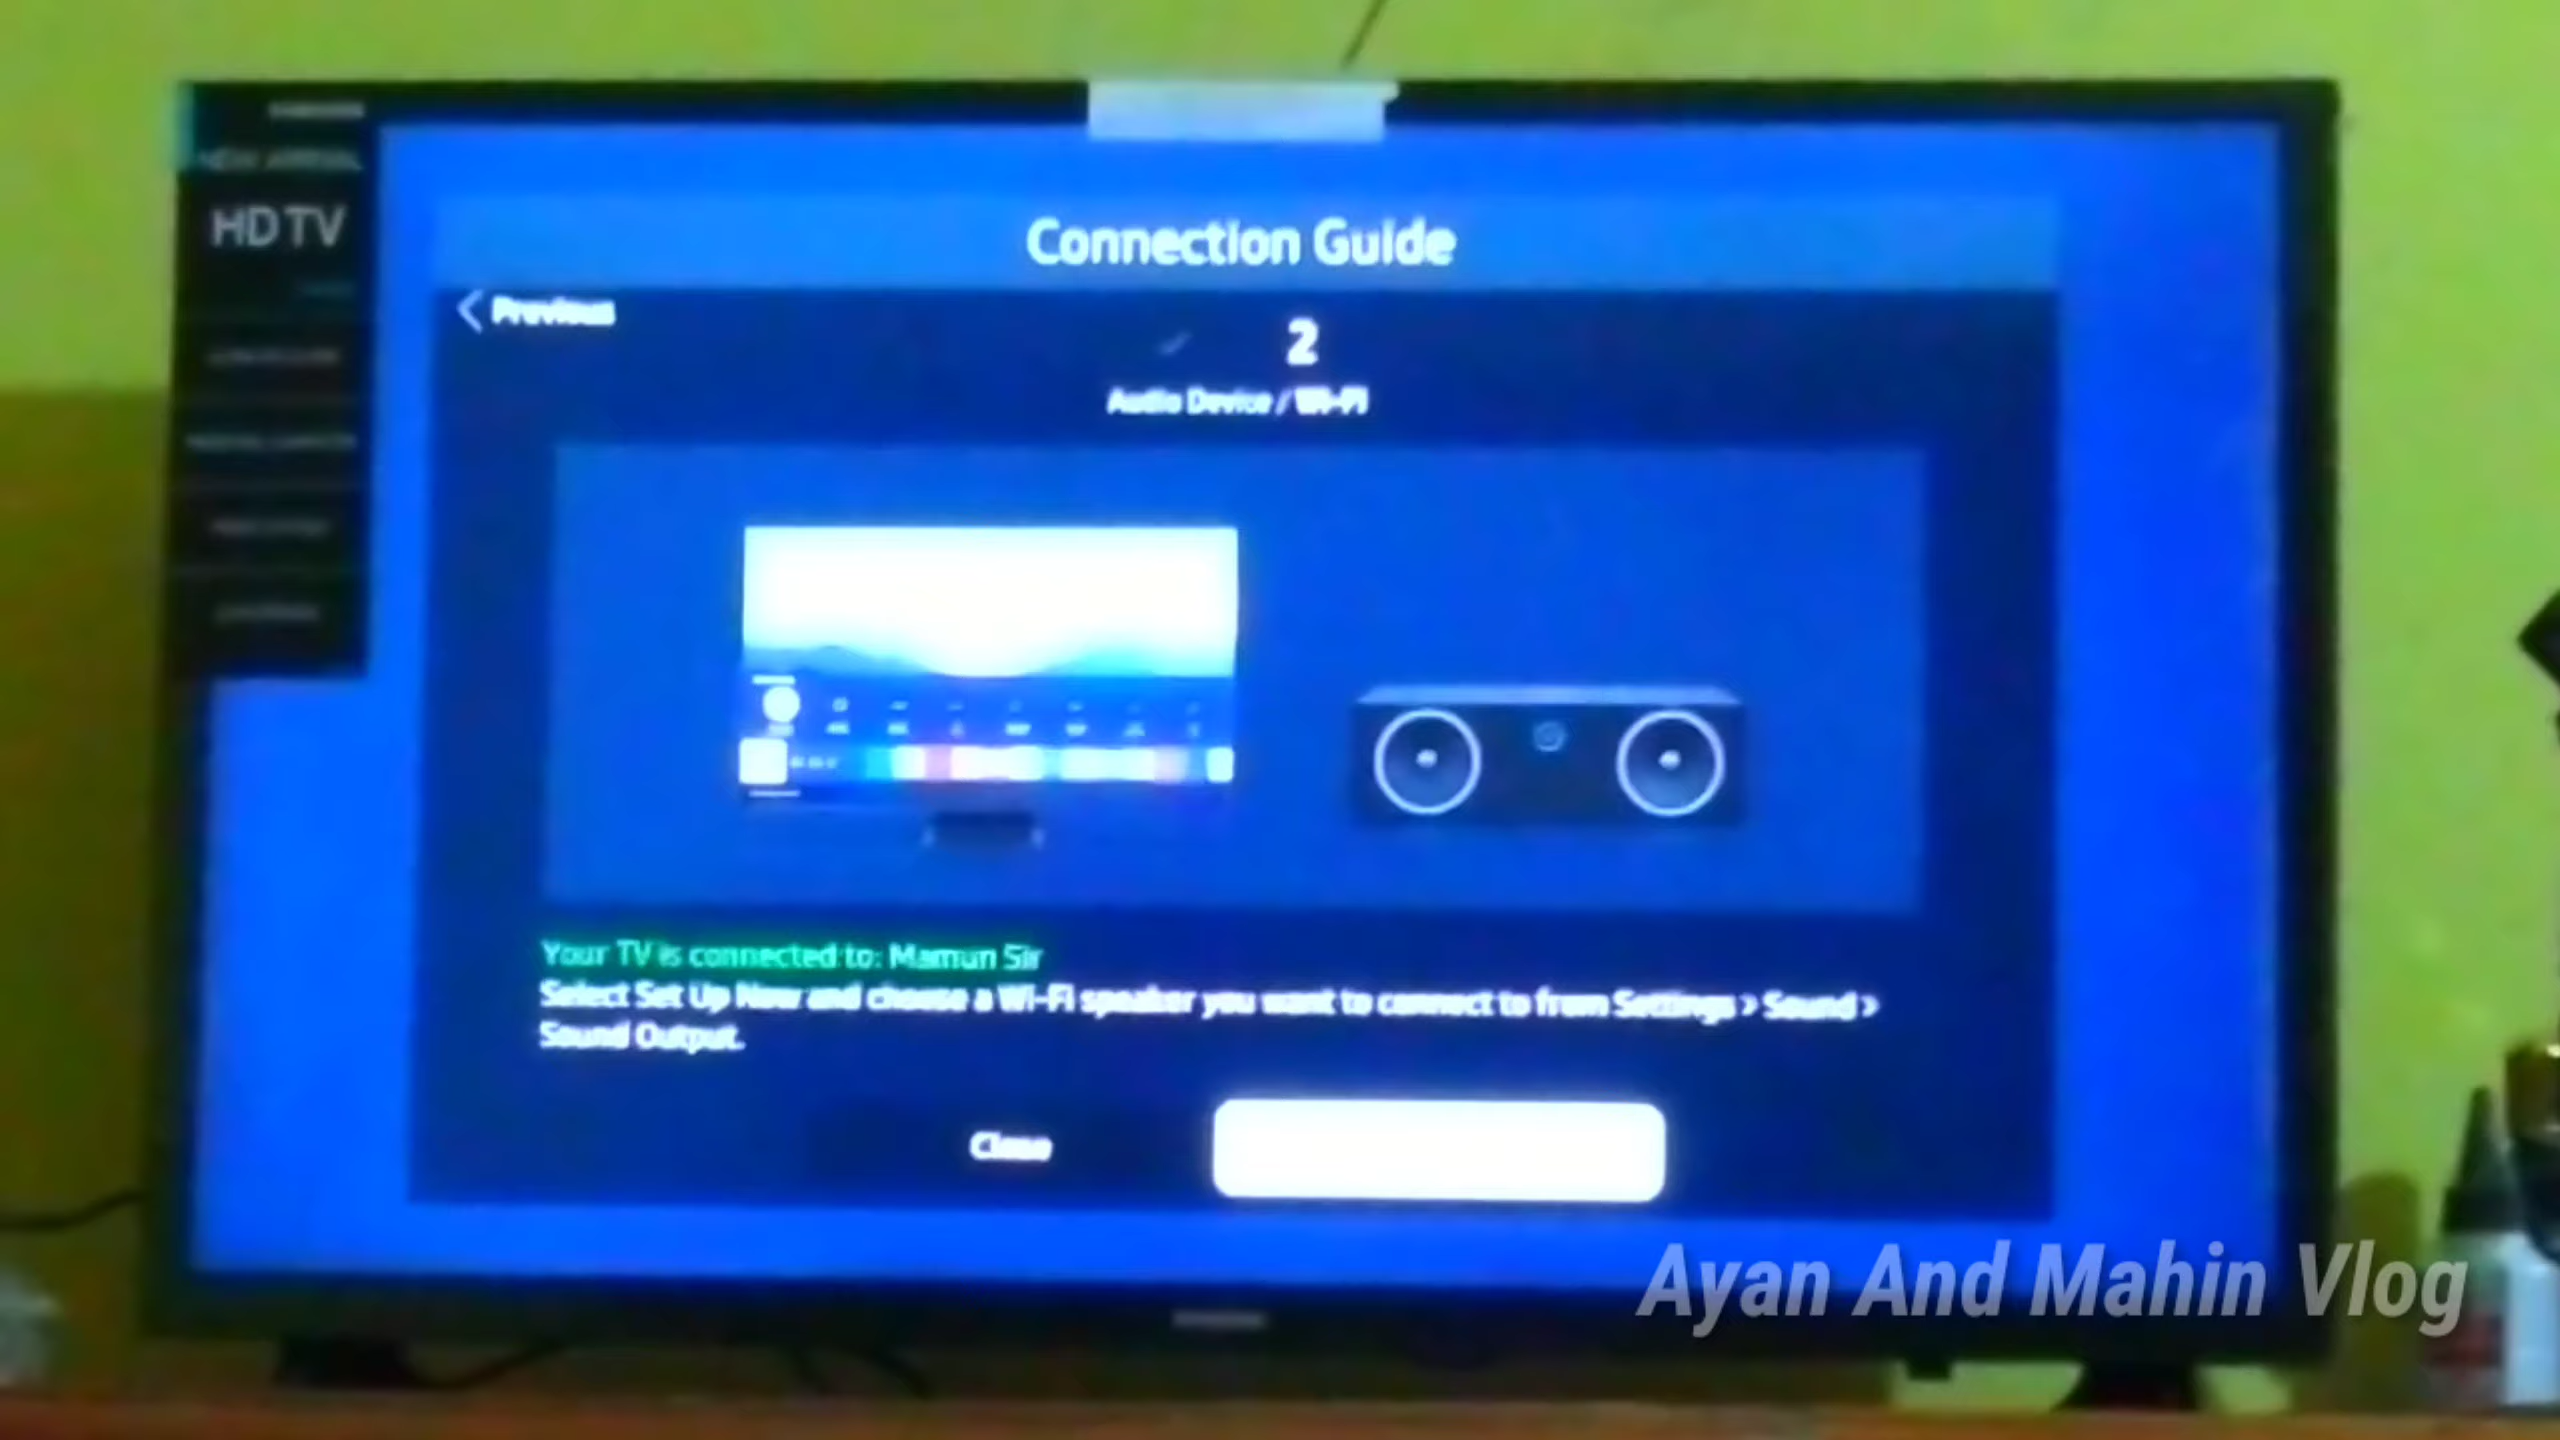 NEW ARRIVAL
HD TV
Connection Guide
Previous
2
Audio Device / Wi-Fi
Your TV is connected to: Mamun Sir
Select Set Up Now and choose a Wi-Fi speaker you want to connect to from Settings > Sound >
Sound Output.
Close
Ayan And Mahin Vlog